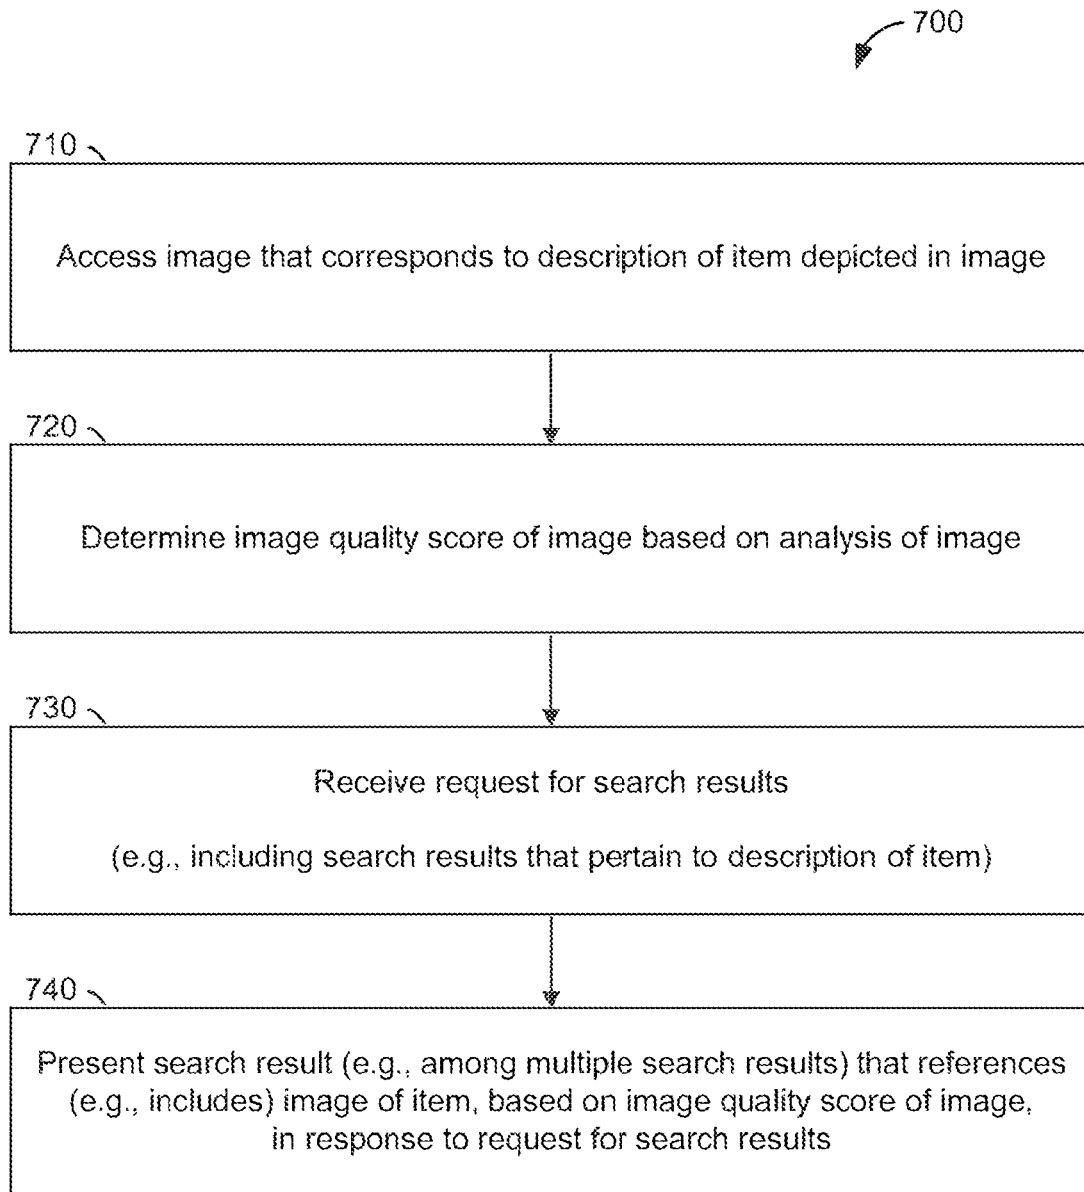 700
710
Access image that corresponds to description of item depicted in image
720
Determine image quality score of image based on analysis of image
730
Receive request for search results
(e.g., including search results that pertain to description of item)
740
Present search result (e.g., among multiple search results) that references
(e.g., includes) image of item, based on image quality score of image,
in response to request for search results